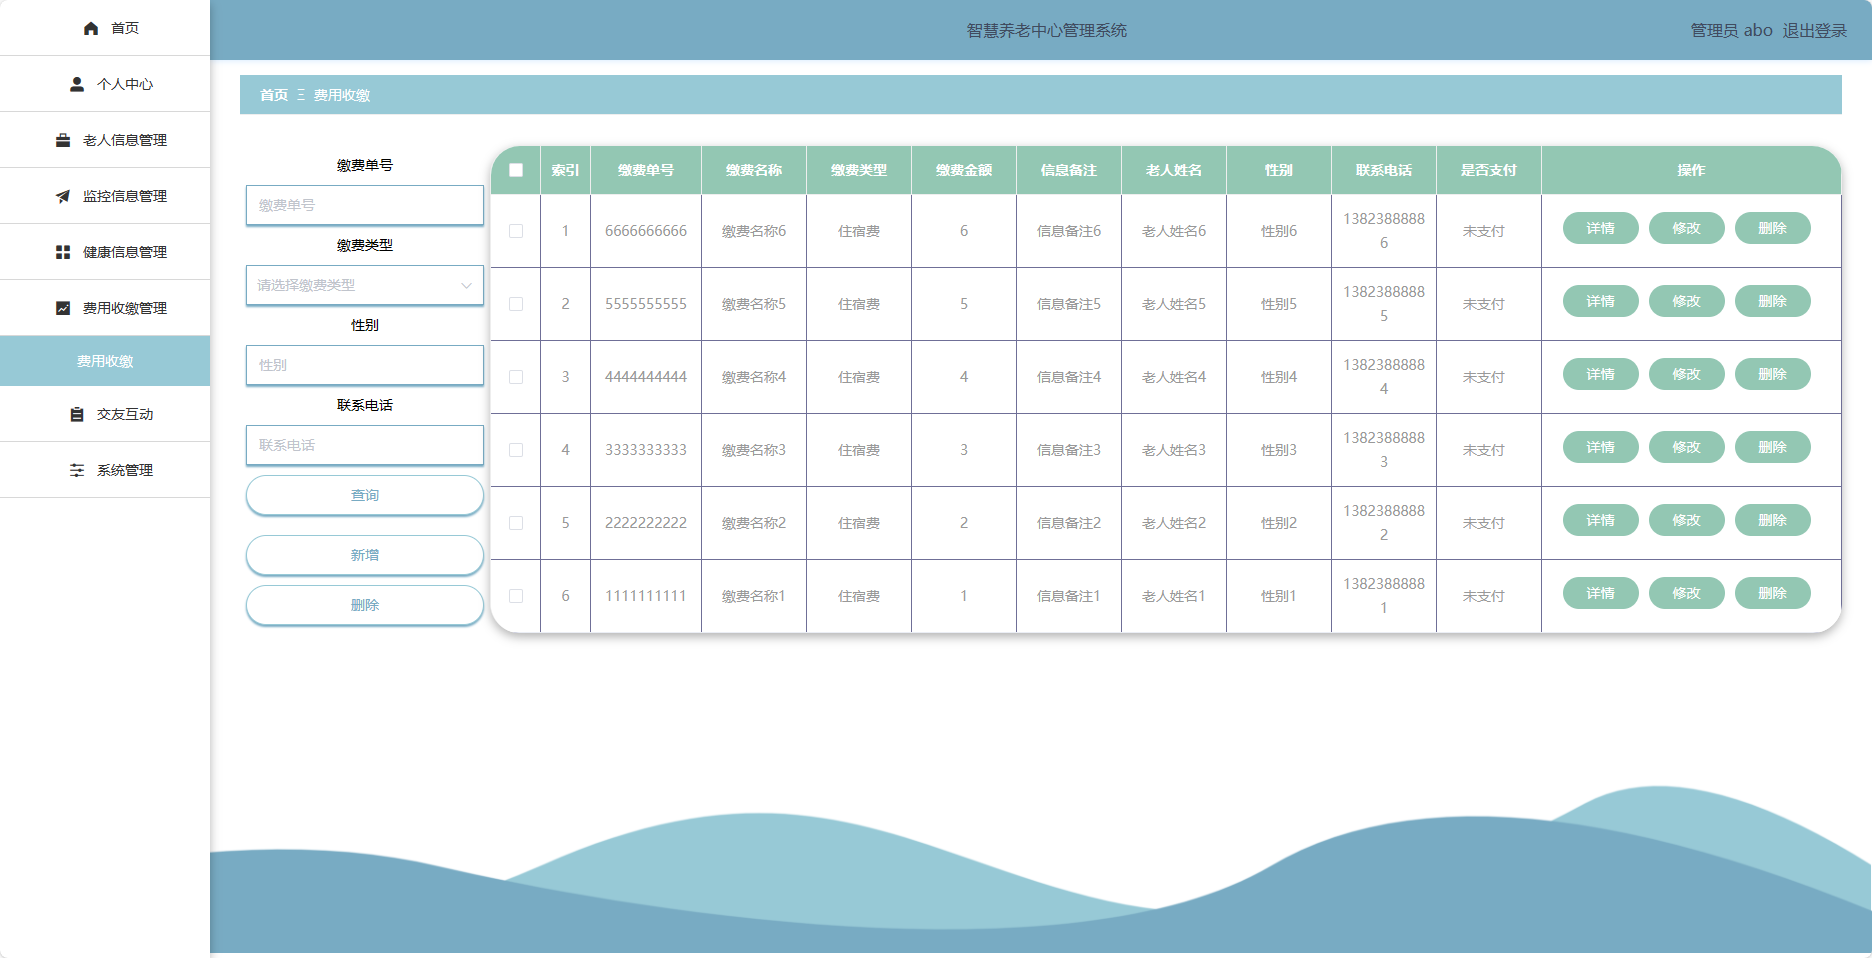 智慧养老中心管理系统
管理员 abo 退出登录
首页
个人中心
老人信息管理
监控信息管理
健康信息管理
费用收缴管理
费用收缴
交友互动
系统管理
首页 Ξ 费用收缴
缴费单号
缴费单号
缴费类型
请选择缴费类型
性别
性别
联系电话
联系电话
查询
新增
删除
索引 缴费单号 缴费名称 缴费类型 缴费金额 信息备注 老人姓名 性别 联系电话 是否支付 操作
1 6666666666 缴费名称6 住宿费 6 信息备注6 老人姓名6 性别6 13823888886 未支付 详情 修改 删除
2 5555555555 缴费名称5 住宿费 5 信息备注5 老人姓名5 性别5 13823888885 未支付 详情 修改 删除
3 4444444444 缴费名称4 住宿费 4 信息备注4 老人姓名4 性别4 13823888884 未支付 详情 修改 删除
4 3333333333 缴费名称3 住宿费 3 信息备注3 老人姓名3 性别3 13823888883 未支付 详情 修改 删除
5 2222222222 缴费名称2 住宿费 2 信息备注2 老人姓名2 性别2 13823888882 未支付 详情 修改 删除
6 1111111111 缴费名称1 住宿费 1 信息备注1 老人姓名1 性别1 13823888881 未支付 详情 修改 删除